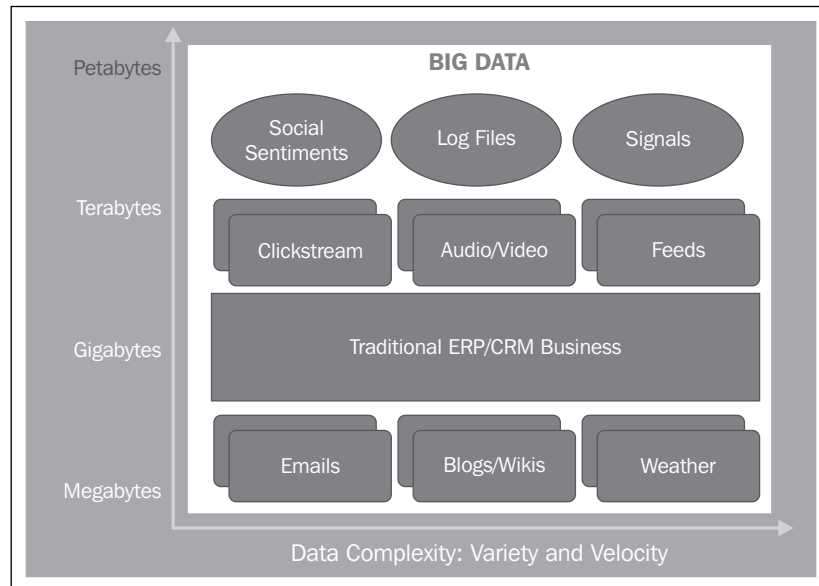 BIG DATA
Petabytes
Social
Sentiments
Log Files
Signals
Terabytes
Clickstream
Audio/Video
Feeds
Gigabytes
Traditional ERP/CRM Business
Emails
Blogs/Wikis
Weather
Megabytes
Data Complexity: Variety and Velocity